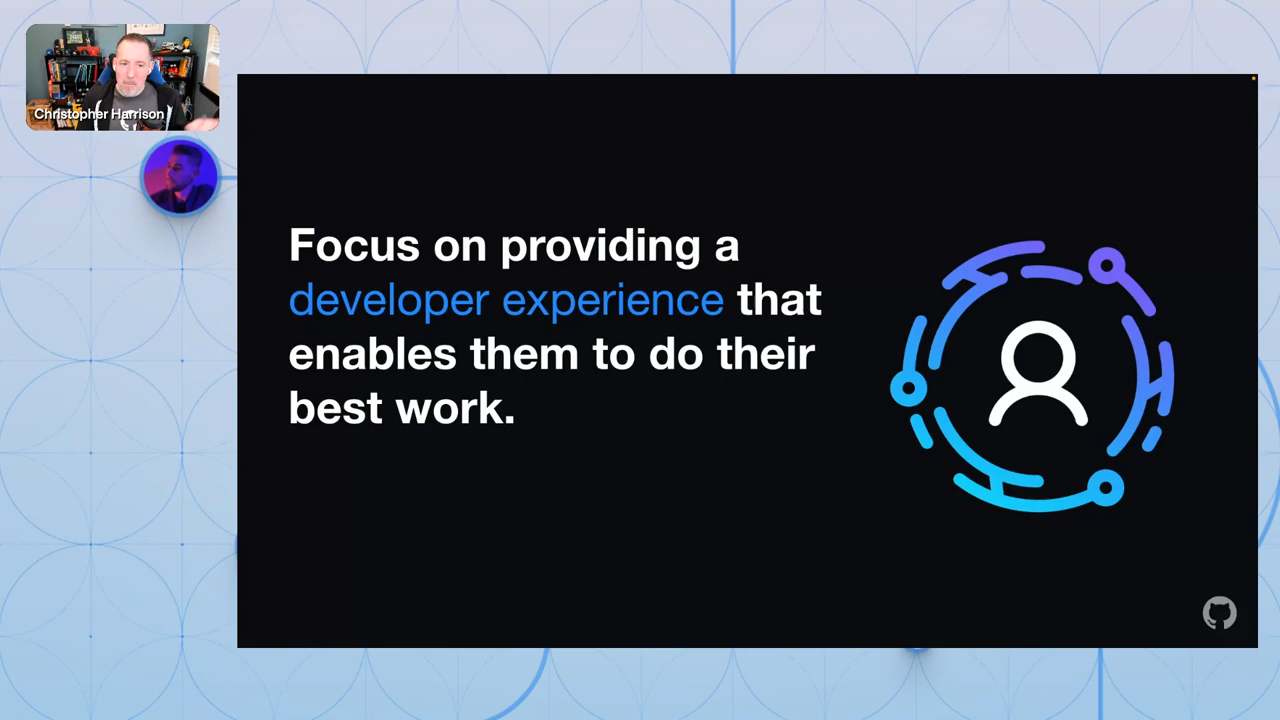 Christopher Harrison
Focus on providing a
developer experience that
enables them to do their
best work.